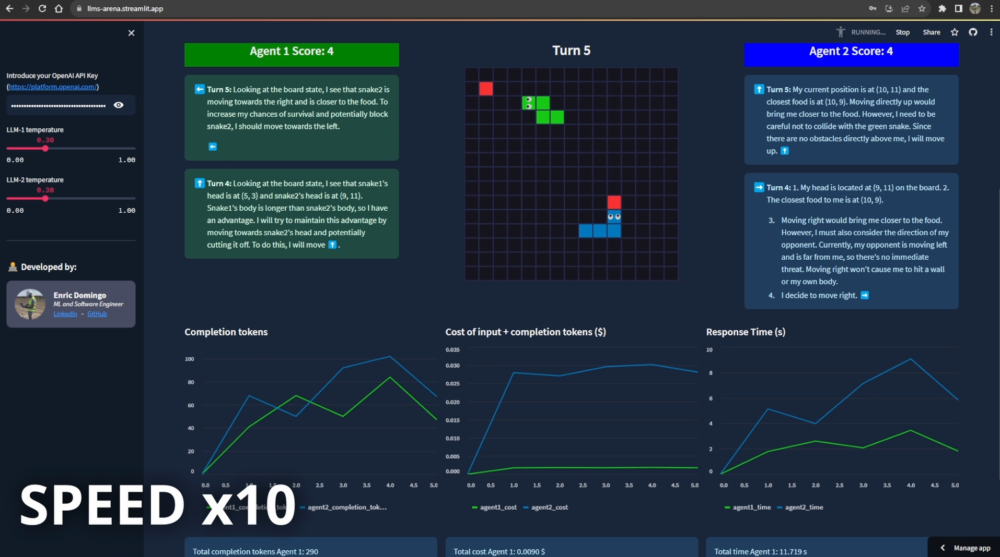 llms-arena.streamlit.app
RUNNING...
Stop
Share
Introduce your OpenAI API Key
(https://platform.openai.com/)
LLM-1 temperature
0.30
0.00 1.00
LLM-2 temperature
0.30
0.00 1.00
Developed by:
Enric Domingo
ML and Software Engineer
LinkedIn - GitHub
Agent 1 Score: 4
Turn 5: Looking at the board state, I see that snake2 is
moving towards the right and is closer to the food. To
increase my chances of survival and potentially block
snake2, I should move towards the left.
Turn 4: Looking at the board state, I see that snake1's
head is at (5, 3) and snake2's head is at (9, 11).
Snake1's body is longer than snake2's body, so I have
an advantage. I will try to maintain this advantage by
moving towards snake2's head and potentially
cutting it off. To do this, I will move ⬆️ .
Turn 5
Agent 2 Score: 4
Turn 5: My current position is at (10, 11) and the
closest food is at (10, 9). Moving directly up would
bring me closer to the food. However, I need to be
careful not to collide with the green snake. Since
there are no obstacles directly above me, I will move
up. ⬆️
Turn 4: 1. My head is located at (9, 11) on the board. 2.
The closest food to me is at (10, 9).
3. Moving right would bring me closer to the food.
However, I must also consider the direction of my
opponent. Currently, my opponent is moving left
and is far from me, so there's no immediate
threat. Moving right won't cause me to hit a wall
or my own body.
4. I decide to move right. ➡️
Completion tokens
100
80
60
40
20
0
0.0 0.5 1.0 1.5 2.0 2.5 3.0 3.5 4.0 4.5 5.0
agent2_completion_tok...
Cost of input + completion tokens ($)
0.035
0.030
0.025
0.020
0.015
0.010
0.005
0.000
0.0 0.5 1.0 1.5 2.0 2.5 3.0 3.5 4.0 4.5 5.0
agent1_cost agent2_cost
Response Time (s)
10
8
6
4
2
0
0.0 0.5 1.0 1.5 2.0 2.5 3.0 3.5 4.0 4.5 5.0
agent1_time agent2_time
SPEED x10
Total completion tokens Agent 1: 290
Total cost Agent 1: 0.0090 $
Total time Agent 1: 11.719 s
Manage app